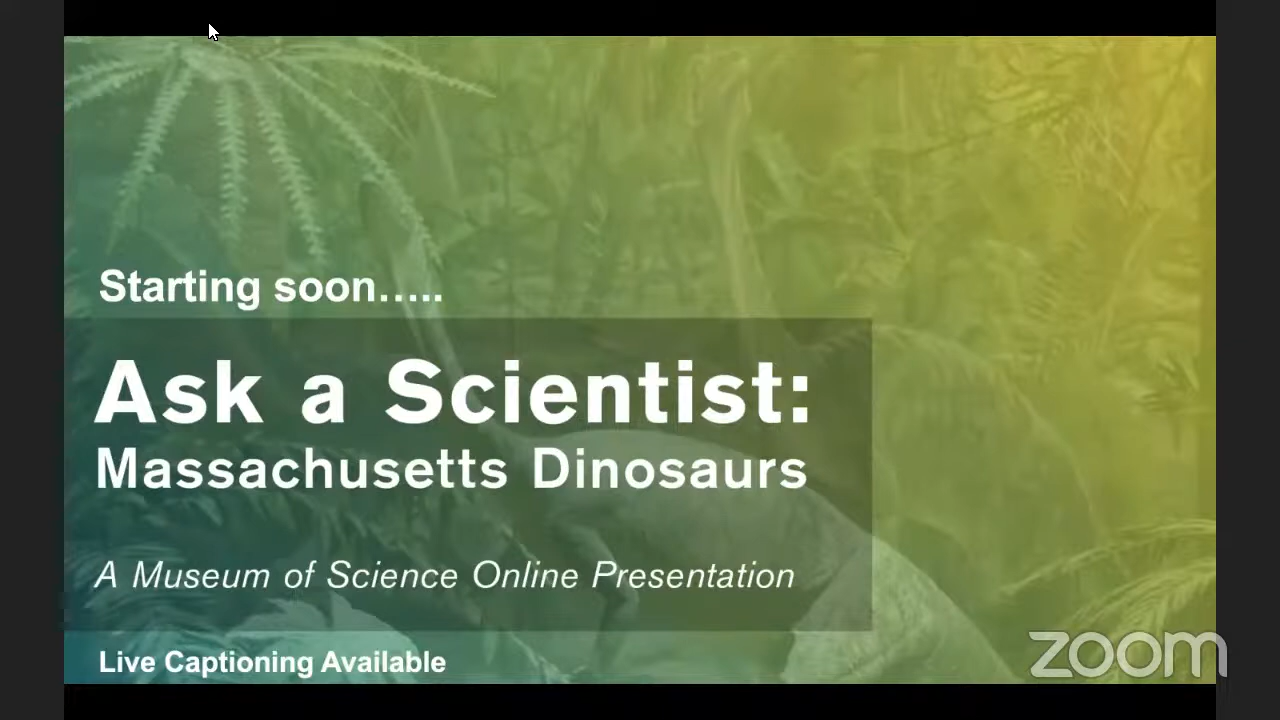 Starting soon…..
Ask a Scientist:
Massachusetts Dinosaurs
A Museum of Science Online Presentation
Live Captioning Available
zoom